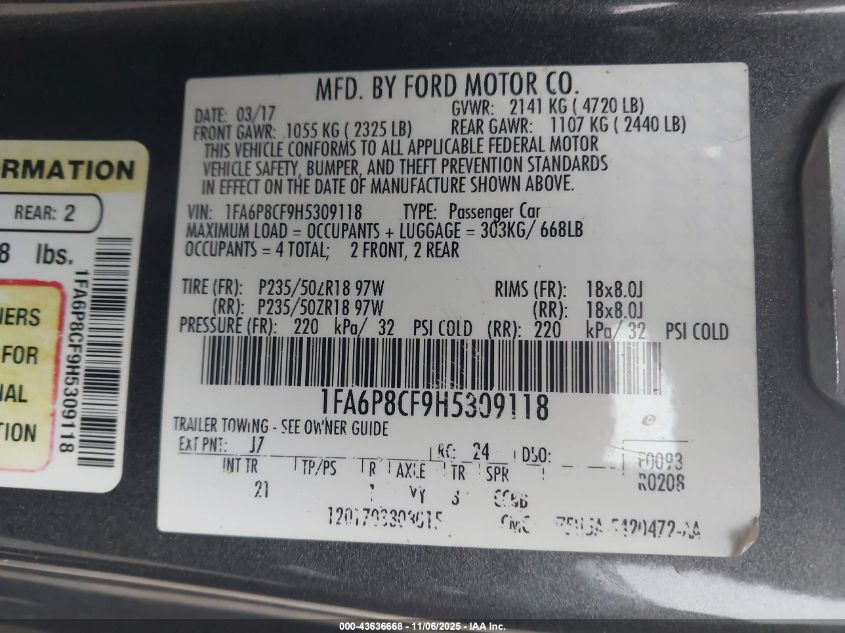 MFD. BY FORD MOTOR CO.
DATE: 03/17 GVWR: 2141 KG ( 4720 LB)
FRONT GAWR: 1055 KG ( 2325 LB) REAR GAWR: 1107 KG ( 2440 LB)
THIS VEHICLE CONFORMS TO ALL APPLICABLE FEDERAL MOTOR
VEHICLE SAFETY, BUMPER, AND THEFT PREVENTION STANDARDS
IN EFFECT ON THE DATE OF MANUFACTURE SHOWN ABOVE.
VIN: 1FA6P8CF9H5309118 TYPE: Passenger Car
MAXIMUM LOAD = OCCUPANTS + LUGGAGE = 303KG/ 668LB
OCCUPANTS = 4 TOTAL; 2 FRONT, 2 REAR
TIRE (FR): P235/50ZR18 97W RIMS (FR): 18x8.0J
(RR): P235/50ZR18 97W (RR): 18x8.0J
PRESSURE (FR): 220 kPa/ 32 PSI COLD (RR): 220 kPa/ 32 PSI COLD
1FA6P8CF9H5309118
TRAILER TOWING - SEE OWNER GUIDE
EXT PNT: J7 RC: 24 DSO: F0093
INT TR TP/PS R AXLE TR SPR R0208
21 1 VY
RMATION
REAR: 2
8 lbs.
NERS
FOR
NAL
TION
1FA6P8CF9H5309118
000-43636668 - 11/06/2025 - IAA Inc.